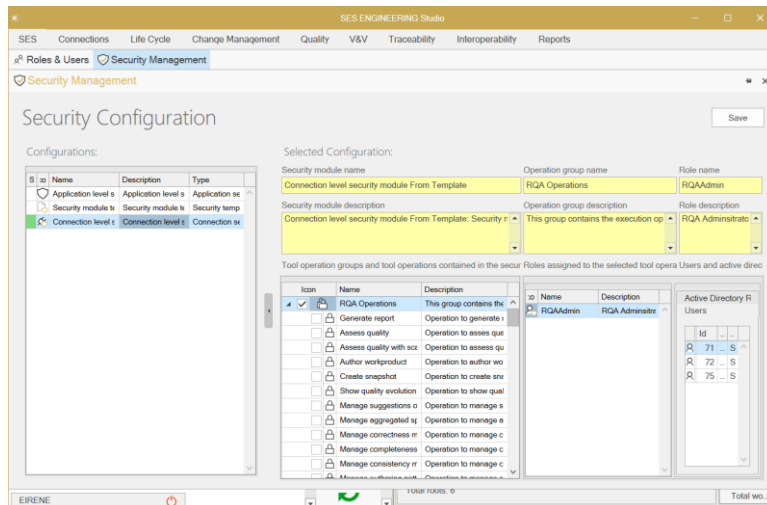 SES ENGINEERING Studio
SES Connections Life Cycle Change Management Quality V&V Traceability Interoperability Reports
Roles & Users Security Management
Security Management
Security Configuration
Save
Configurations:
Selected Configuration:
Security module name Operation group name Role name
Connection level security module From Template RQA Operations RQAAdmin
Security module description Operation group description Role description
Connection level security module From Template: Security m This group contains the execution op RQA Adminsitrato
Tool operation groups and tool operations contained in the secur Roles assigned to the selected tool opera Users and active direc
S Name Description Type
Application level s Application level s Application se
Security module te Security module te Security temp
Connection level s Connection level s Connection se
Icon Name Description
RQA Operations This group contains the
Generate report Operation to generate r
Assess quality Operation to asses qua
Assess quality with sca Operation to assess qu
Author workproduct Operation to author wo
Create snapshot Operation to create sna
Show quality evolution Operation to show qual
Manage suggestions o Operation to manage s
Manage aggregated sp Operation to manage a
Manage correctness m Operation to manage c
Manage completeness Operation to manage c
Manage consistency m Operation to manage c
Name Description
RQAAdmin RQA Adminsitra
Active Directory R
Users
Id ... ...
71 ... S
72 ... S
75 ... S
EIRENE
Total roots: 6
Total wo...